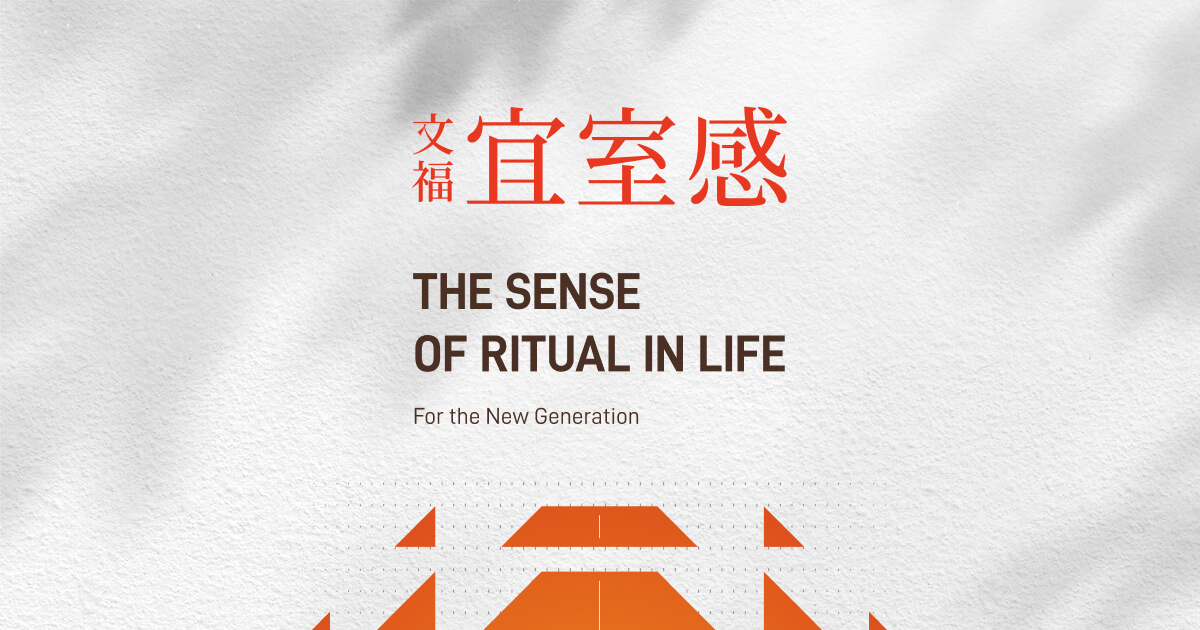 文福
宜室感
THE SENSE
OF RITUAL IN LIFE
For the New Generation